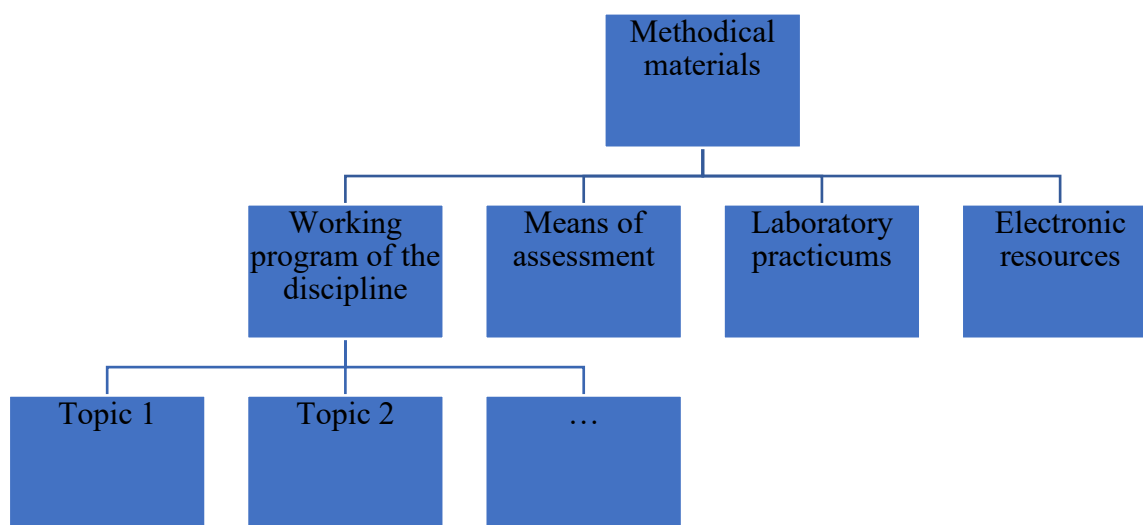 Methodical
materials
Working
program of the
discipline
Means of
assessment
Laboratory
practicums
Electronic
resources
Topic 1
Topic 2
…